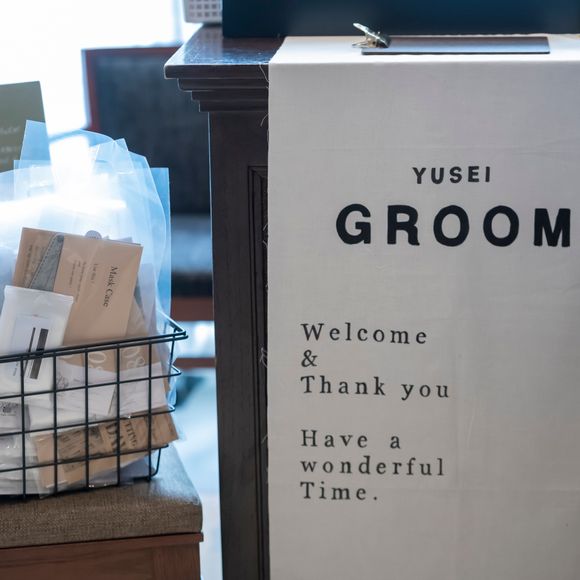 Mask Case
YUSEI
GROOM
Welcome
&
Thank you
Have a
wonderful
Time.